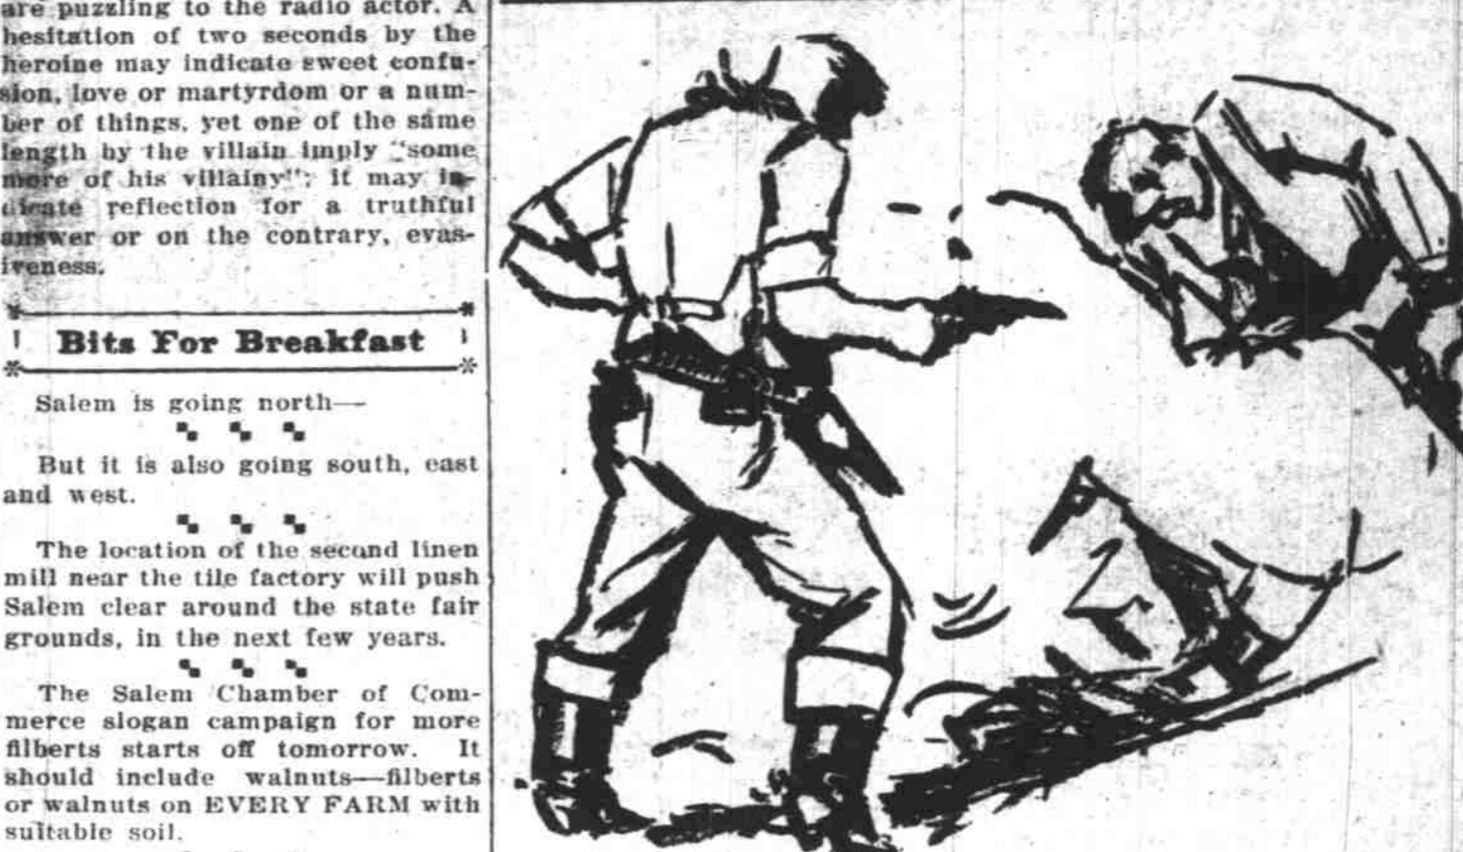 are puzzling to the radio actor. A
hesitation of two seconds by the
heroine may indicate sweet confu-
sion, love or martyrdom or a num-
ber of things, yet one of the same
length by the villain imply "some
more of his villainy"; it may in-
dicate reflection for a truthful
answer or on the contrary, evas-
iveness.
Bits For Breakfast
Salem is going north—
But it is also going south, east
and west.
The location of the second linen
mill near the tile factory will push
Salem clear around the state fair
grounds, in the next few years.
The Salem Chamber of Com-
merce slogan campaign for more
filberts starts off tomorrow. It
should include walnuts—filberts
or walnuts on EVERY FARM with
suitable soil.